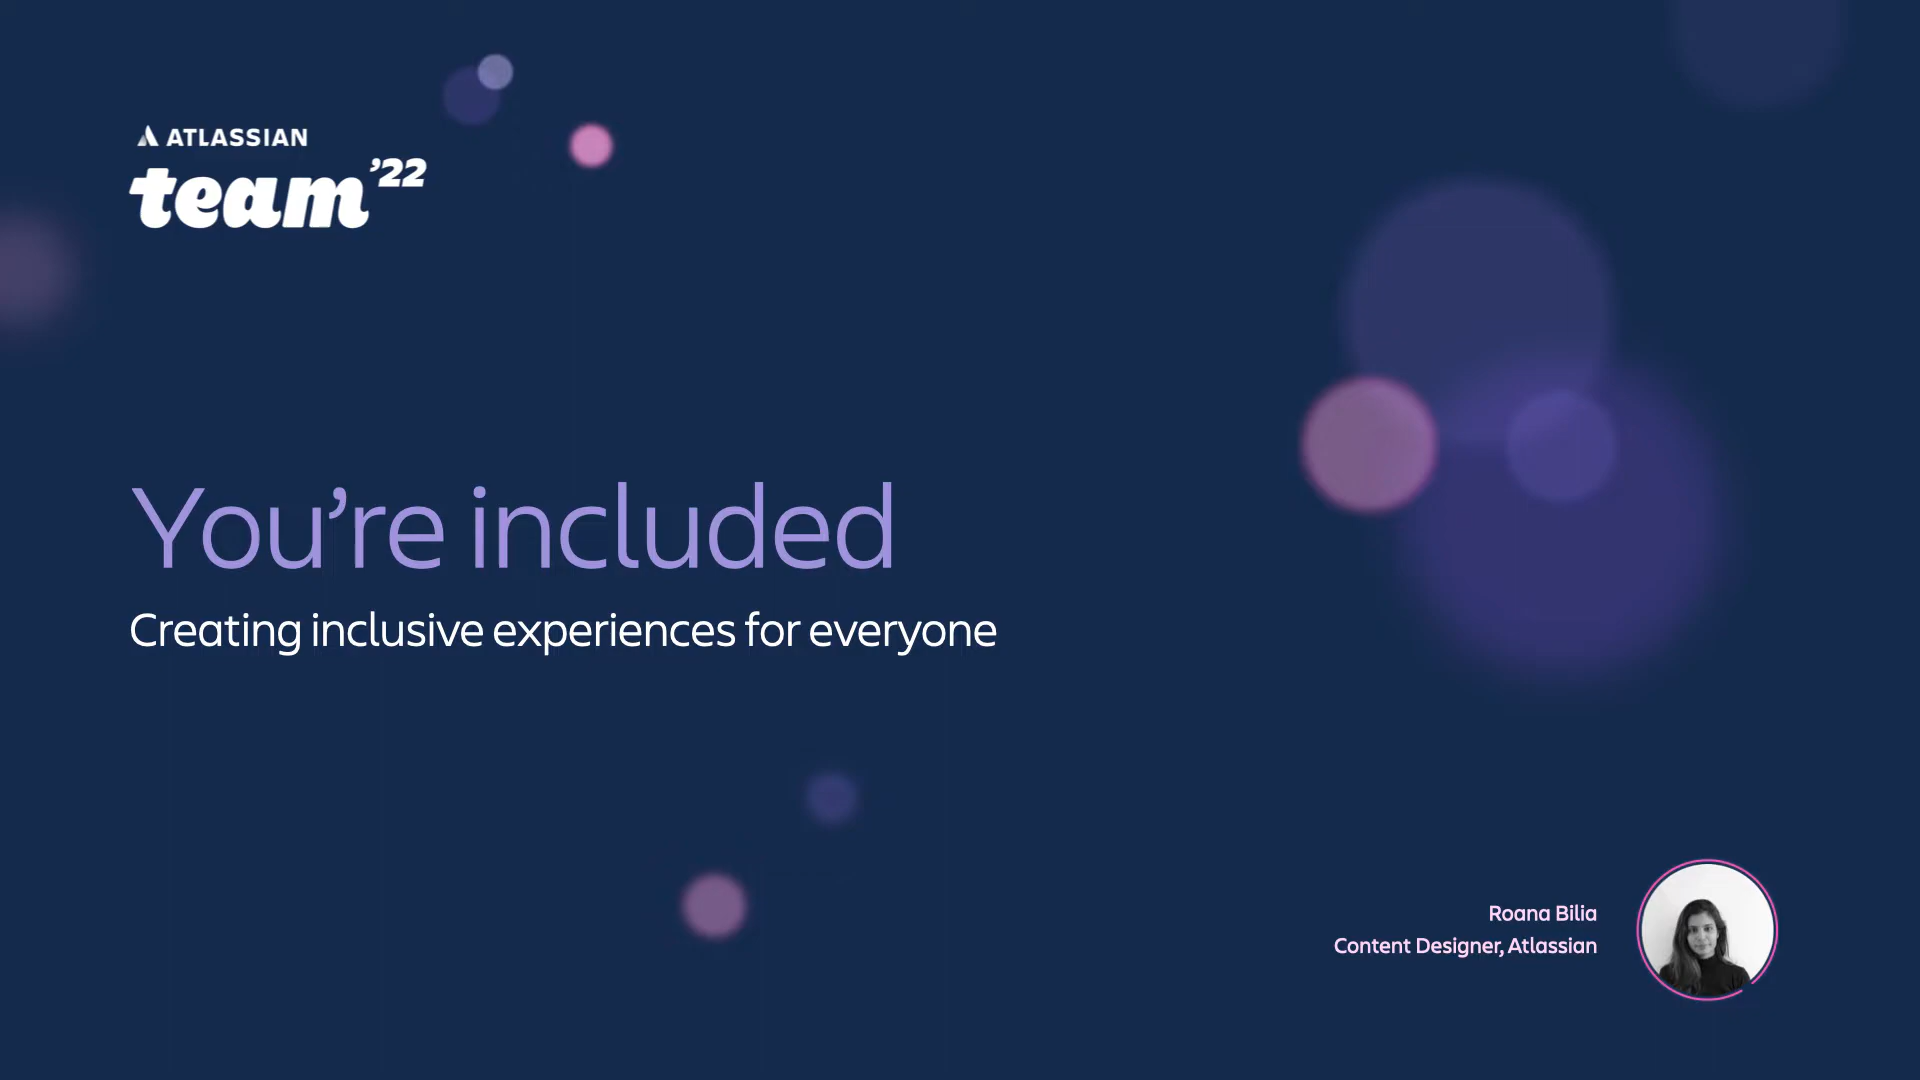 ATLASSIAN
team ’22
You’re included
Creating inclusive experiences for everyone
Roana Bilia
Content Designer, Atlassian